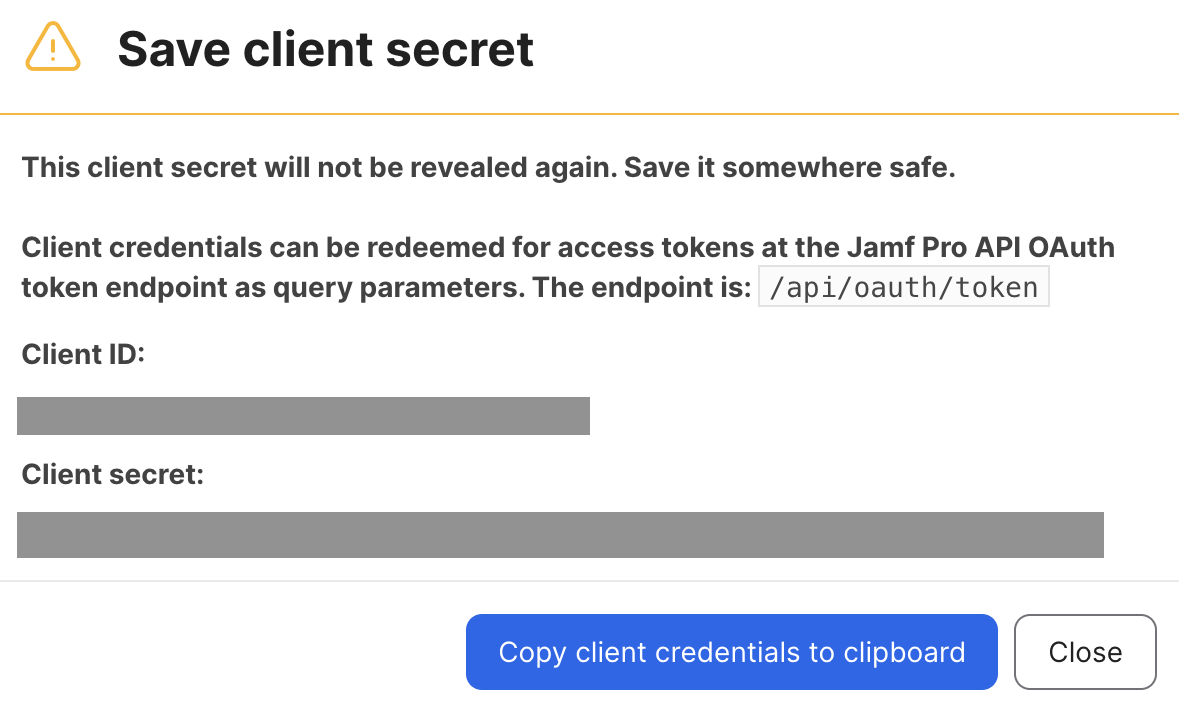 Save client secret
This client secret will not be revealed again. Save it somewhere safe.
Client credentials can be redeemed for access tokens at the Jamf Pro API OAuth
token endpoint as query parameters. The endpoint is: /api/oauth/token
Client ID:
Client secret:
Copy client credentials to clipboard
Close